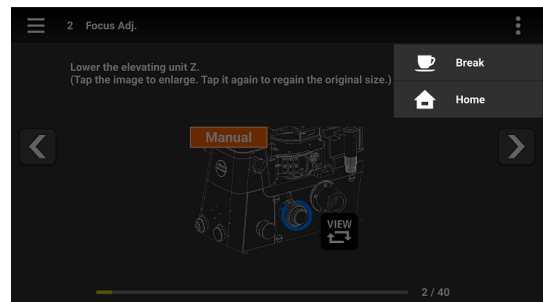 2 Focus Adj.
Lower the elevating unit Z.
(Tap the image to enlarge. Tap it again to regain the original size.)
Break
Home
Manual
VIEW
2 / 40